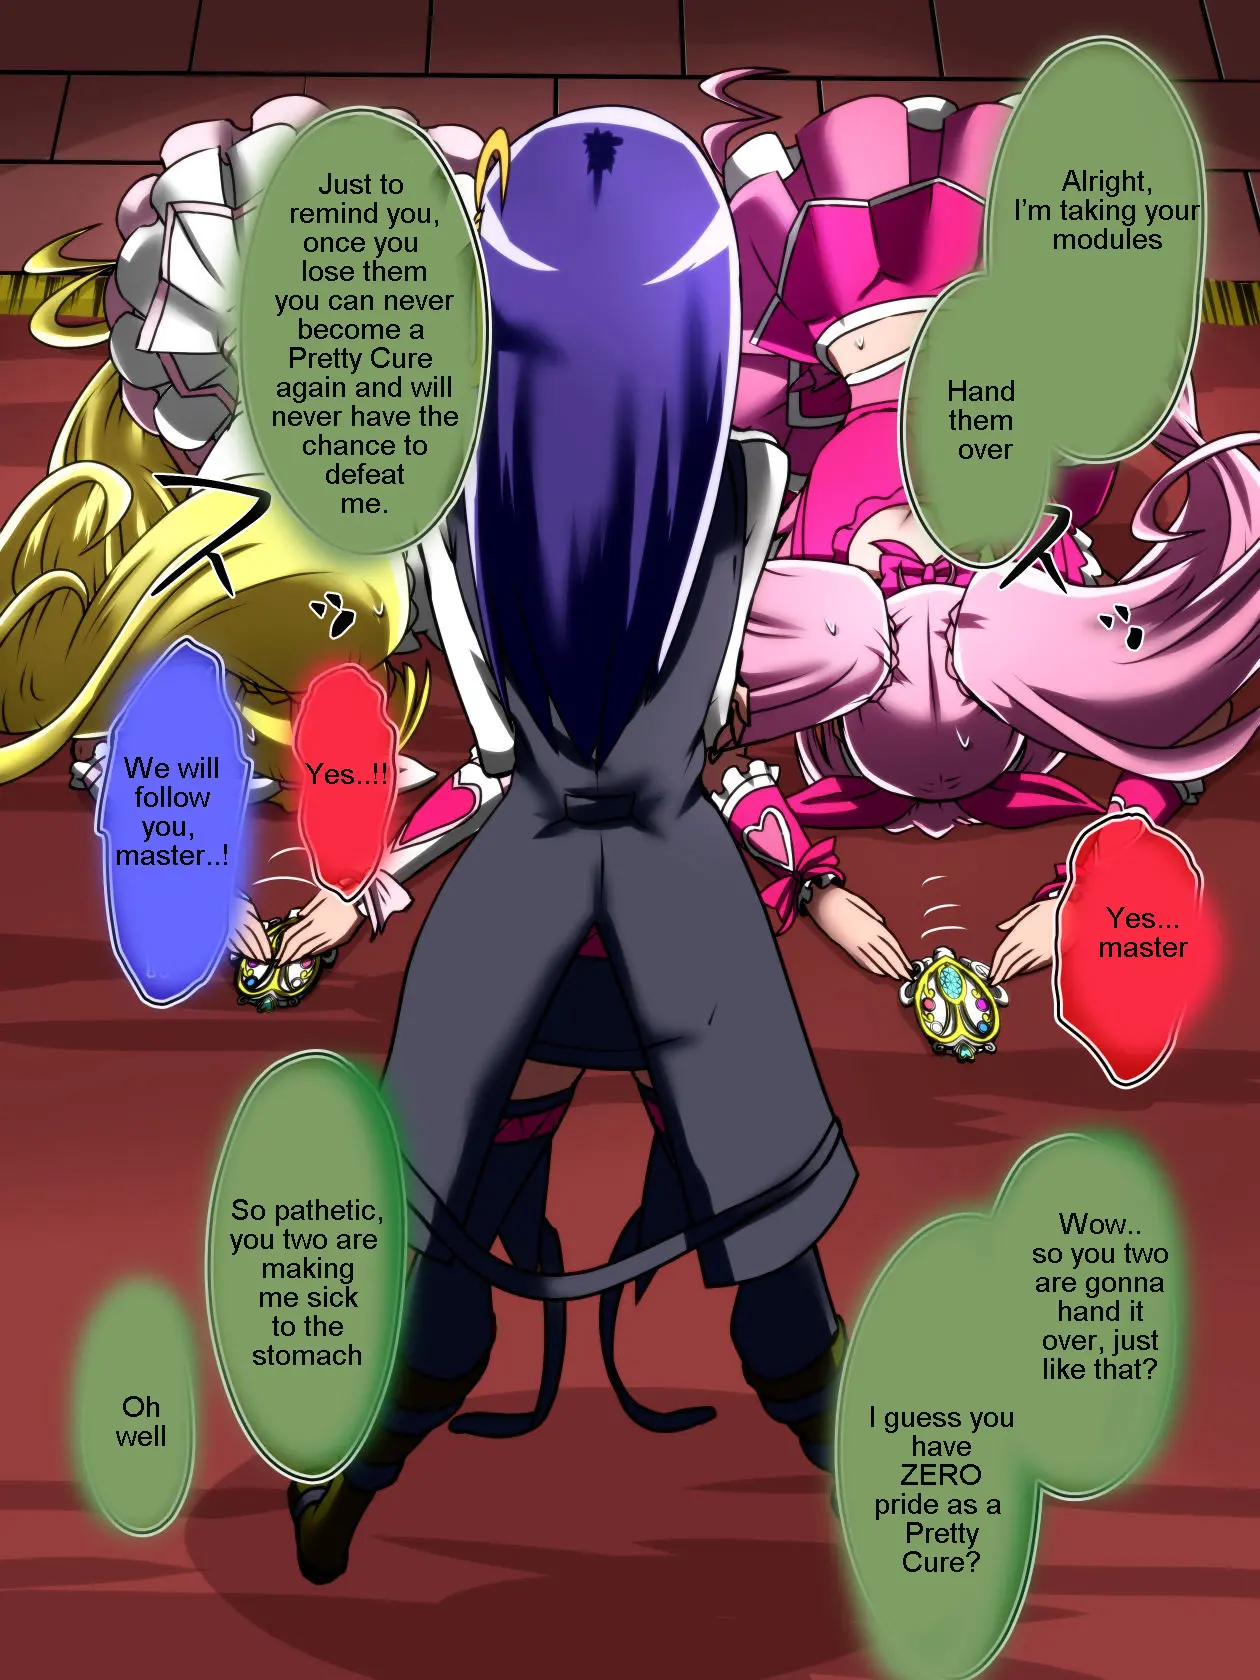 Alright,
I'm taking your
modules
Hand
them
over
Just to
remind you,
once you
lose them
you can never
become a
Pretty Cure
again and will
never have the
chance to
defeat
me.
ス
ス
Yes...
master
Yes..!!
We will
follow
you,
master..!
Wow..
so you two
are gonna
hand it
over, just
like that?
I guess you
have
ZERO
pride as a
Pretty
Cure?
So pathetic,
you two are
making
me sick
to the
stomach
Oh
well